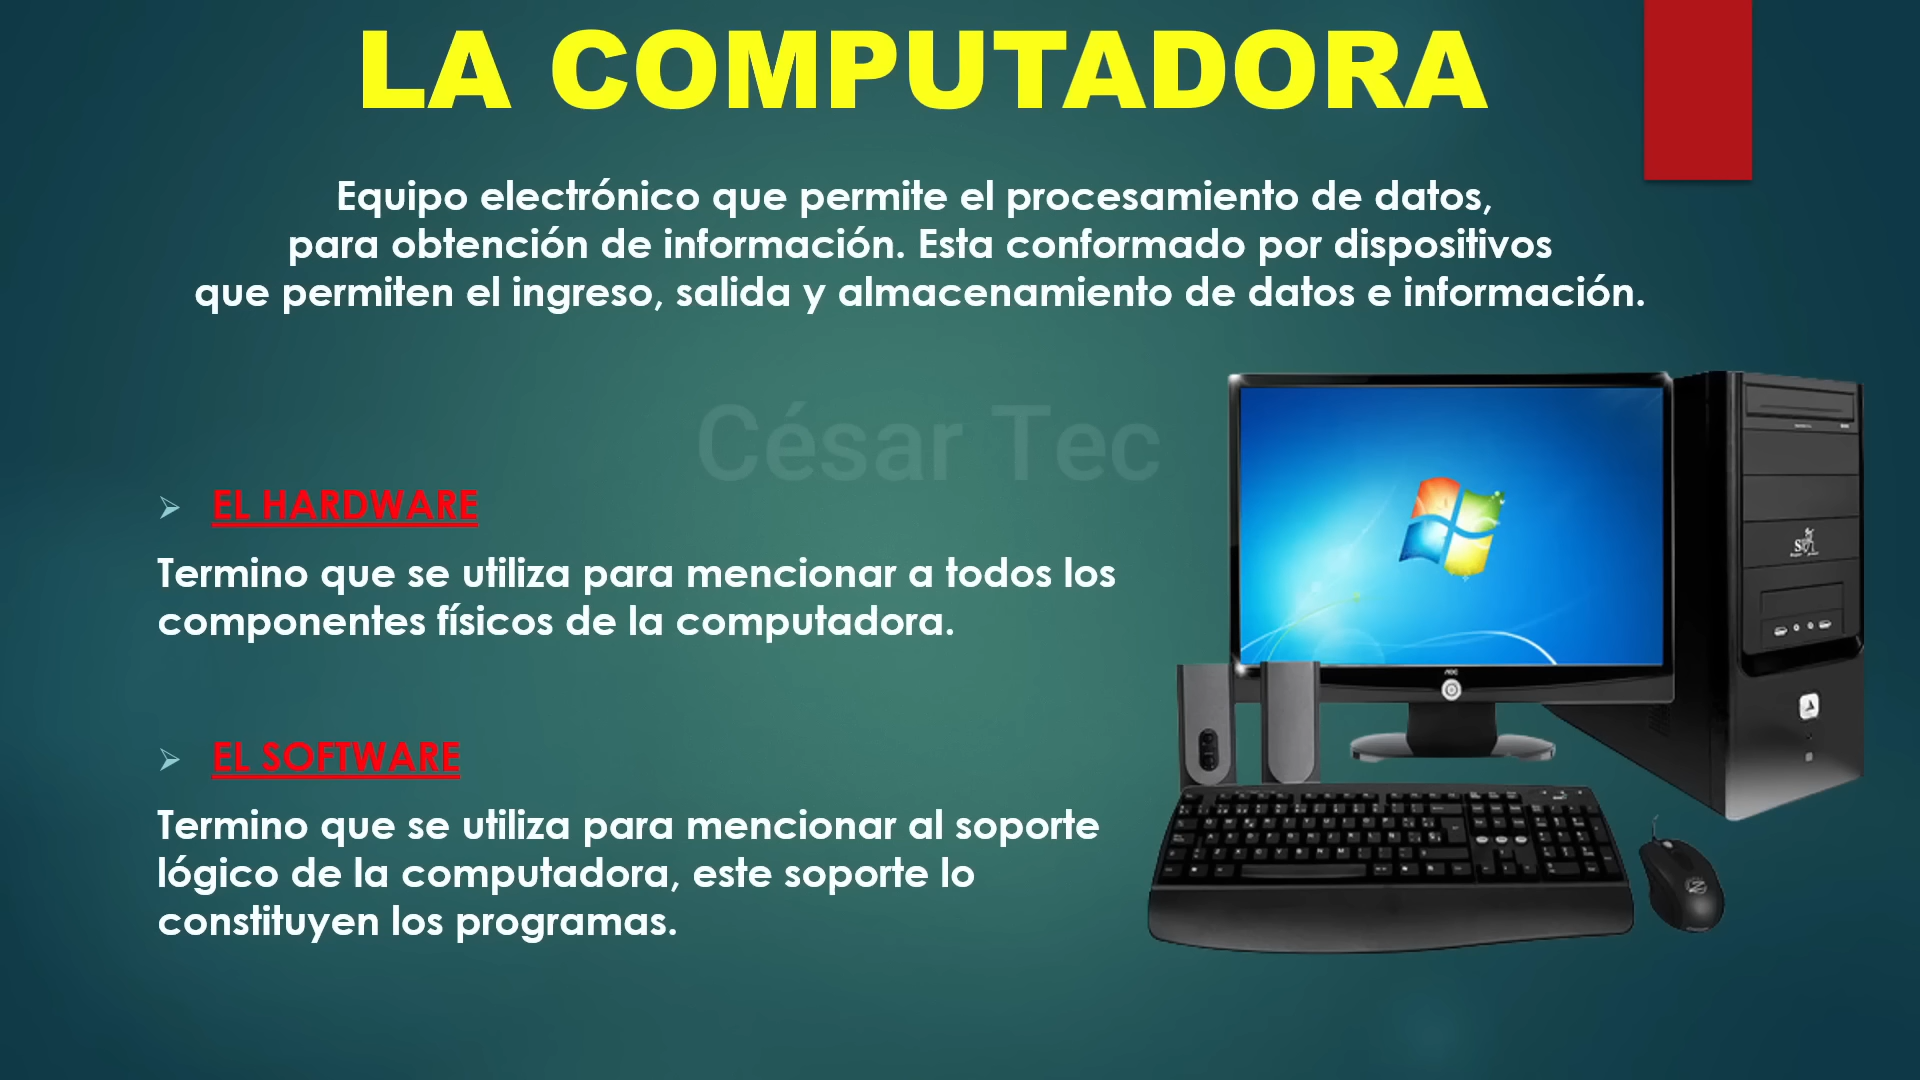 LA COMPUTADORA
Equipo electrónico que permite el procesamiento de datos,
para obtención de información. Esta conformado por dispositivos
que permiten el ingreso, salida y almacenamiento de datos e información.
César Tec
EL HARDWARE
Termino que se utiliza para mencionar a todos los
componentes físicos de la computadora.
EL SOFTWARE
Termino que se utiliza para mencionar al soporte
lógico de la computadora, este soporte lo
constituyen los programas.